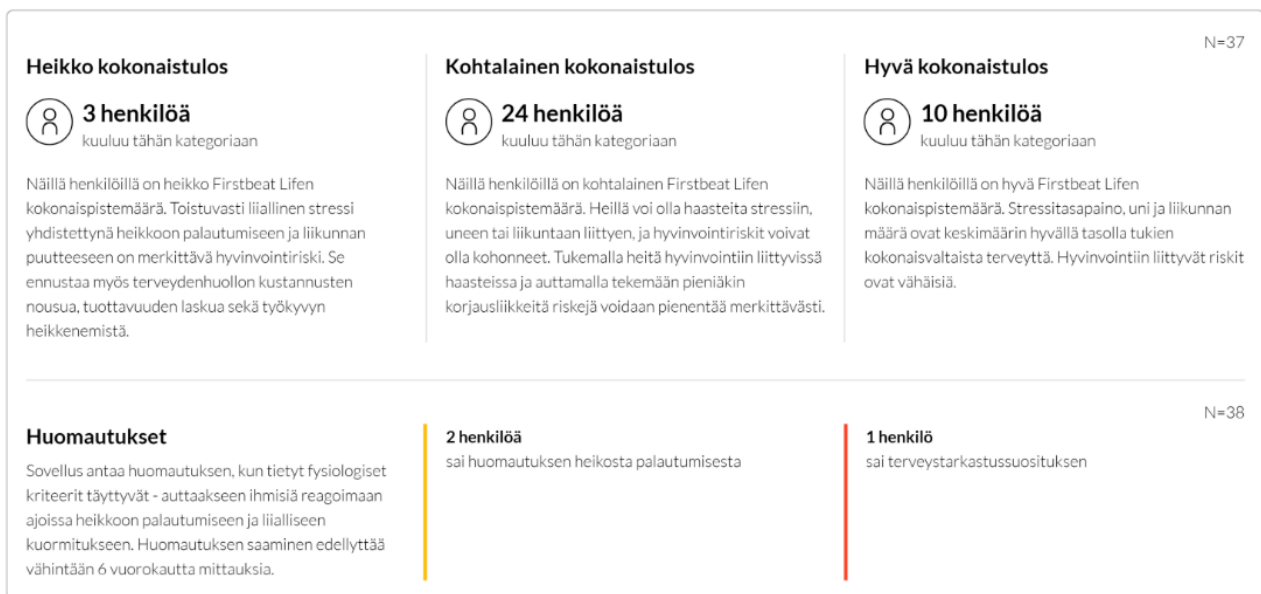 N=37
Heikko kokonaistulos
3 henkilöä
kuuluu tähän kategoriaan
Näillä henkilöillä on heikko Firstbeat Lifen
kokonaispistemäärä. Toistuvasti liiallinen stressi
yhdistettynä heikkoon palautumiseen ja liikunnan
puutteeseen on merkittävä hyvinvointiriski. Se
ennustaa myös terveydenhuollon kustannusten
nousua, tuottavuuden laskua sekä työkyvyn
heikkenemistä.
Kohtalainen kokonaistulos
24 henkilöä
kuuluu tähän kategoriaan
Näillä henkilöillä on kohtalainen Firstbeat Lifen
kokonaispistemäärä. Heillä voi olla haasteita stressiin,
uneen tai liikuntaan liittyen, ja hyvinvointiriskit voivat
olla kohonneet. Tukemalla heitä hyvinvointiin liittyvissä
haasteissa ja auttamalla tekemään pieniäkin
korjausliikkeitä riskejä voidaan pienentää merkittävästi.
Hyvä kokonaistulos
10 henkilöä
kuuluu tähän kategoriaan
Näillä henkilöillä on hyvä Firstbeat Lifen
kokonaispistemäärä. Stressitasapaino, uni ja liikunnan
määrä ovat keskimäärin hyvällä tasolla tukien
kokonaisvaltaista terveyttä. Hyvinvointiin liittyvät riskit
ovat vähäisiä.
N=38
Huomautukset
Sovellus antaa huomautuksen, kun tietyt fysiologiset
kriteerit täyttyvät - auttaakseen ihmisiä reagoimaan
ajoissa heikkoon palautumiseen ja liialliseen
kuormitukseen. Huomautuksen saaminen edellyttää
vähintään 6 vuorokautta mittauksia.
2 henkilöä
sai huomautuksen heikosta palautumisesta
1 henkilö
sai terveystarkastussuosituksen